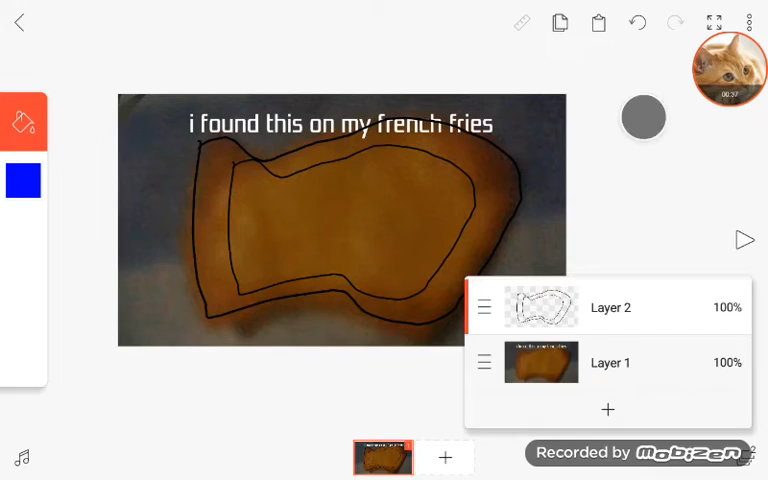 00:37
i found this on my french fries
Layer 2 100%
Layer 1 100%
Recorded by MOBIZEN